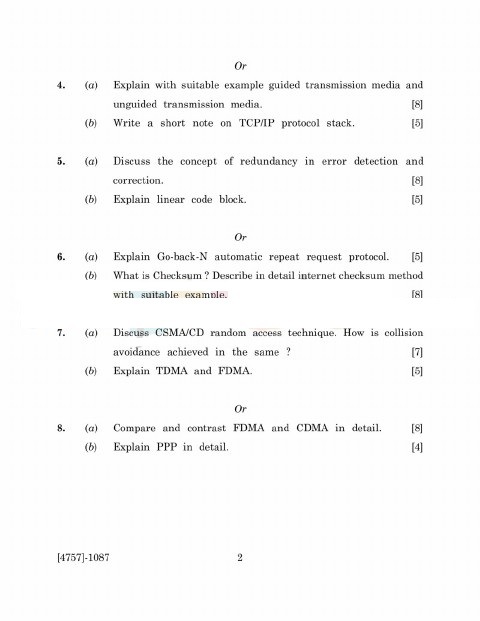 Or
4. (a) Explain with suitable example guided transmission media and
unguided transmission media. [8]
(b) Write a short note on TCP/IP protocol stack. [5]
5. (a) Discuss the concept of redundancy in error detection and
correction. [8]
(b) Explain linear code block. [5]
Or
6. (a) Explain Go-back-N automatic repeat request protocol. [5]
(b) What is Checksum ? Describe in detail internet checksum method
with suitable example. [8]
7. (a) Discuss CSMA/CD random access technique. How is collision
avoidance achieved in the same ? [7]
(b) Explain TDMA and FDMA. [5]
Or
8. (a) Compare and contrast FDMA and CDMA in detail. [8]
(b) Explain PPP in detail. [4]
[4757]-1087 2